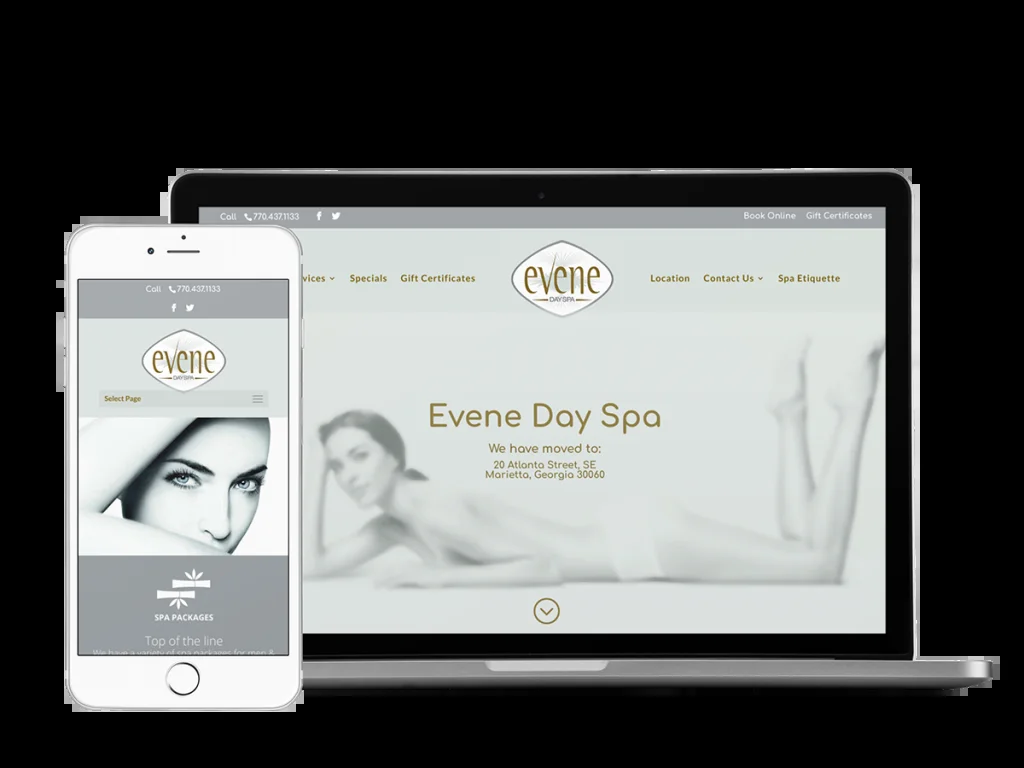 Call 770.437.1133
Book Online Gift Certificates
vices Specials Gift Certificates
evene
DAY SPA
Location Contact Us Spa Etiquette
Evene Day Spa
We have moved to:
20 Atlanta Street, SE
Marietta, Georgia 30060
Call 770.437.1133
evene
DAY SPA
Select Page
SPA PACKAGES
Top of the line
We have a variety of spa packages for men &